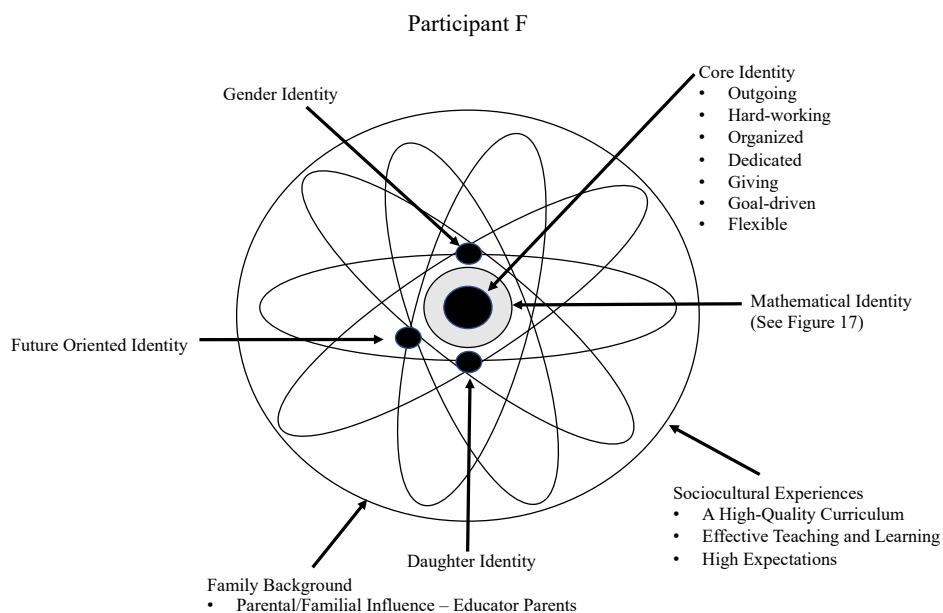 Participant F
Core Identity
• Outgoing
• Hard-working
• Organized
• Dedicated
• Giving
• Goal-driven
• Flexible
Gender Identity
Mathematical Identity
(See Figure 17)
Future Oriented Identity
Sociocultural Experiences
• A High-Quality Curriculum
• Effective Teaching and Learning
• High Expectations
Daughter Identity
Family Background
• Parental/Familial Influence – Educator Parents